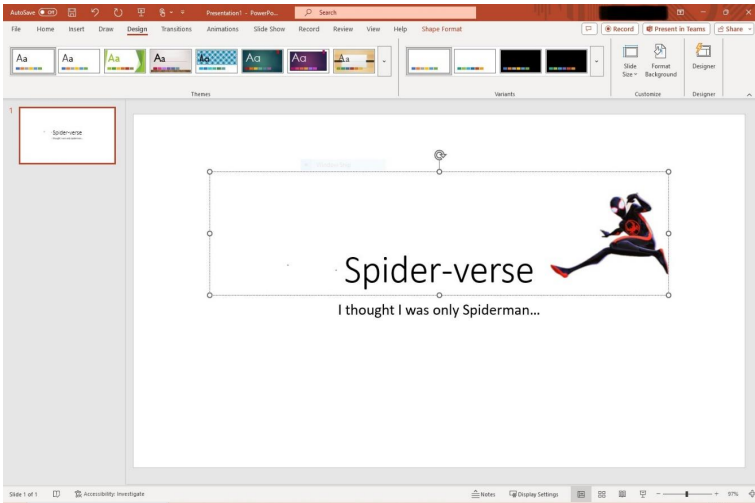 AutoSave Off
Presentation1 - PowerPo...
Search
File Home Insert Draw Design Transitions Animations Slide Show Record Review View Help Shape Format
Record Present in Teams Share
Aa Aa Aa Aa Aa Aa Aa Aa
Slide Size Format Background Designer
Themes Variants Customize Designer
1
Spider-verse
Spider-verse
I thought I was only Spiderman...
Slide 1 of 1 Accessibility: Investigate Notes Display Settings 97%